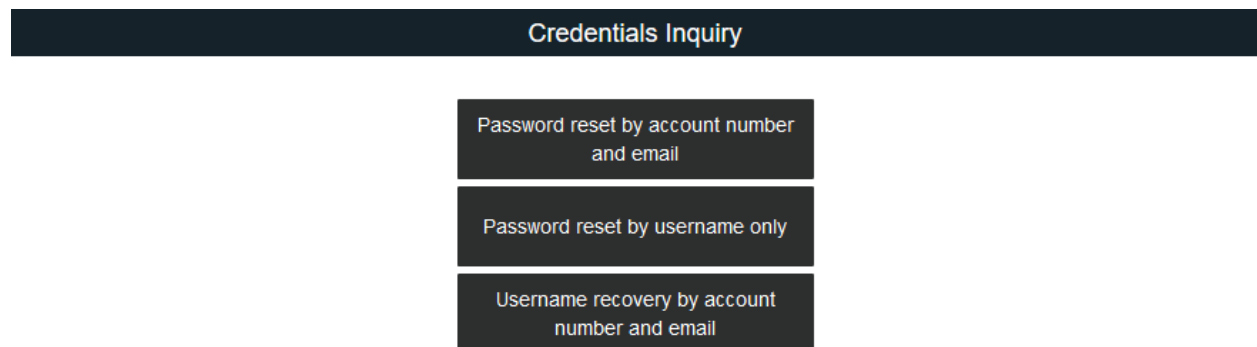 Credentials Inquiry
Password reset by account number
and email
Password reset by username only
Username recovery by account
number and email